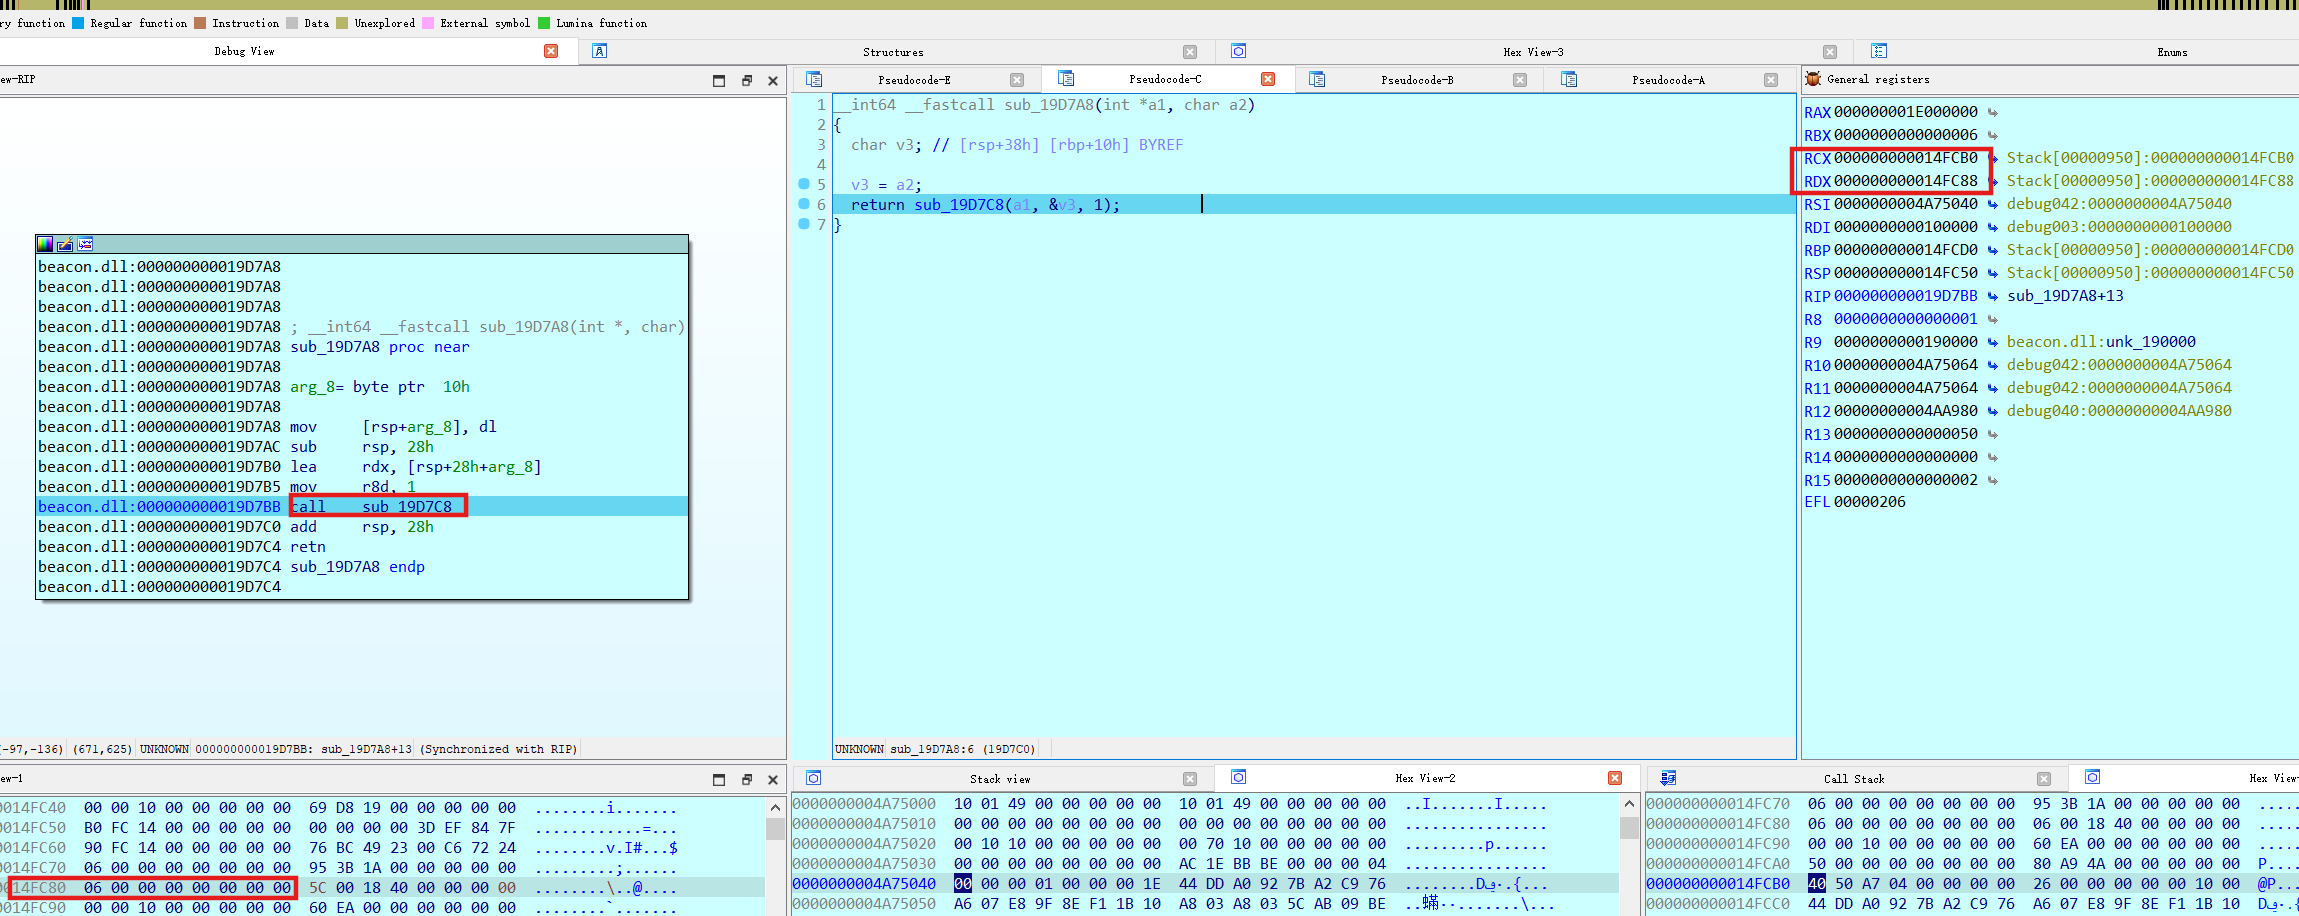 ry function Regular function Instruction Data Unexplored External symbol Lumina function
Debug View Structures Hex View-3 Enums
ew-RIP
Pseudocode-E Pseudocode-C Pseudocode-B Pseudocode-A
General registers
beacon.dll:000000000019D7A8
beacon.dll:000000000019D7A8
beacon.dll:000000000019D7A8
beacon.dll:000000000019D7A8 ; __int64 __fastcall sub_19D7A8(int *, char)
beacon.dll:000000000019D7A8 sub_19D7A8 proc near
beacon.dll:000000000019D7A8
beacon.dll:000000000019D7A8 arg_8= byte ptr  10h
beacon.dll:000000000019D7A8
beacon.dll:000000000019D7A8 mov     [rsp+arg_8], dl
beacon.dll:000000000019D7AC sub     rsp, 28h
beacon.dll:000000000019D7B0 lea     rdx, [rsp+28h+arg_8]
beacon.dll:000000000019D7B5 mov     r8d, 1
beacon.dll:000000000019D7BB call    sub_19D7C8
beacon.dll:000000000019D7C0 add     rsp, 28h
beacon.dll:000000000019D7C4 retn
beacon.dll:000000000019D7C4 sub_19D7A8 endp
beacon.dll:000000000019D7C4
(-97,-136) (671,625) UNKNOWN 000000000019D7BB: sub_19D7A8+13 (Synchronized with RIP)
1 __int64 __fastcall sub_19D7A8(int *a1, char a2)
2 {
3 char v3; // [rsp+38h] [rbp+10h] BYREF
4
5 v3 = a2;
6 return sub_19D7C8(a1, &v3, 1);
7 }
UNKNOWN sub_19D7A8:6 (19D7C0)
RAX 000000001E000000
RBX 0000000000000006
RCX 000000000014FCB0 Stack[00000950]:000000000014FCB0
RDX 000000000014FC88 Stack[00000950]:000000000014FC88
RSI 0000000004A75040 debug042:0000000004A75040
RDI 0000000000100000 debug003:0000000000100000
RBP 000000000014FCD0 Stack[00000950]:000000000014FCD0
RSP 000000000014FC50 Stack[00000950]:000000000014FC50
RIP 000000000019D7BB sub_19D7A8+13
R8 0000000000000001
R9 0000000000190000 beacon.dll:unk_190000
R10 0000000004A75064 debug042:0000000004A75064
R11 0000000004A75064 debug042:0000000004A75064
R12 00000000004AA980 debug040:00000000004AA980
R13 0000000000000050
R14 0000000000000000
R15 0000000000000002
EFL 00000206
ew-1
0014FC40 00 00 10 00 00 00 00 00 69 D8 19 00 00 00 00 00 ........i.......
0014FC50 B0 FC 14 00 00 00 00 00 00 00 00 00 3D EF 84 7F ............=...
0014FC60 90 FC 14 00 00 00 00 00 76 BC 49 23 00 C6 72 24 ........v.I#...$
0014FC70 06 00 00 00 00 00 00 00 95 3B 1A 00 00 00 00 00 .........;......
0014FC80 06 00 00 00 00 00 00 00 5C 00 18 40 00 00 00 00 ........\..@....
0014FC90 00 00 10 00 00 00 00 00 60 EA 00 00 00 00 00 00 ........`.......
Stack view Hex View-2
0000000004A75000 10 01 49 00 00 00 00 00 10 01 49 00 00 00 00 00 ..I.......I.....
0000000004A75010 00 00 00 00 00 00 00 00 00 00 00 00 00 00 00 00 ................
0000000004A75020 00 10 10 00 00 00 00 00 00 70 10 00 00 00 00 00 .........p......
0000000004A75030 00 00 00 00 00 00 00 00 AC 1E BB BE 00 00 00 04
0000000004A75040 00 00 00 01 00 00 00 1E 44 DD A0 92 7B A2 C9 76
0000000004A75050 A6 07 E8 9F 8E F1 1B 10 A8 03 A8 03 5C AB 09 BE
Call Stack Hex View-
000000000014FC70 06 00 00 00 00 00 00 00 95 3B 1A 00 00 00 00 00
000000000014FC80 06 00 00 00 00 00 00 00 06 00 18 40 00 00 00 00
000000000014FC90 00 00 10 00 00 00 00 00 60 EA 00 00 00 00 00 00
000000000014FCA0 50 00 00 00 00 00 00 00 80 A9 4A 00 00 00 00 00 P....
000000000014FCB0 40 50 A7 04 00 00 00 00 26 00 00 00 00 00 10 00 @P...
000000000014FCC0 44 DD A0 92 7B A2 C9 76 A6 07 E8 9F 8E F1 1B 10